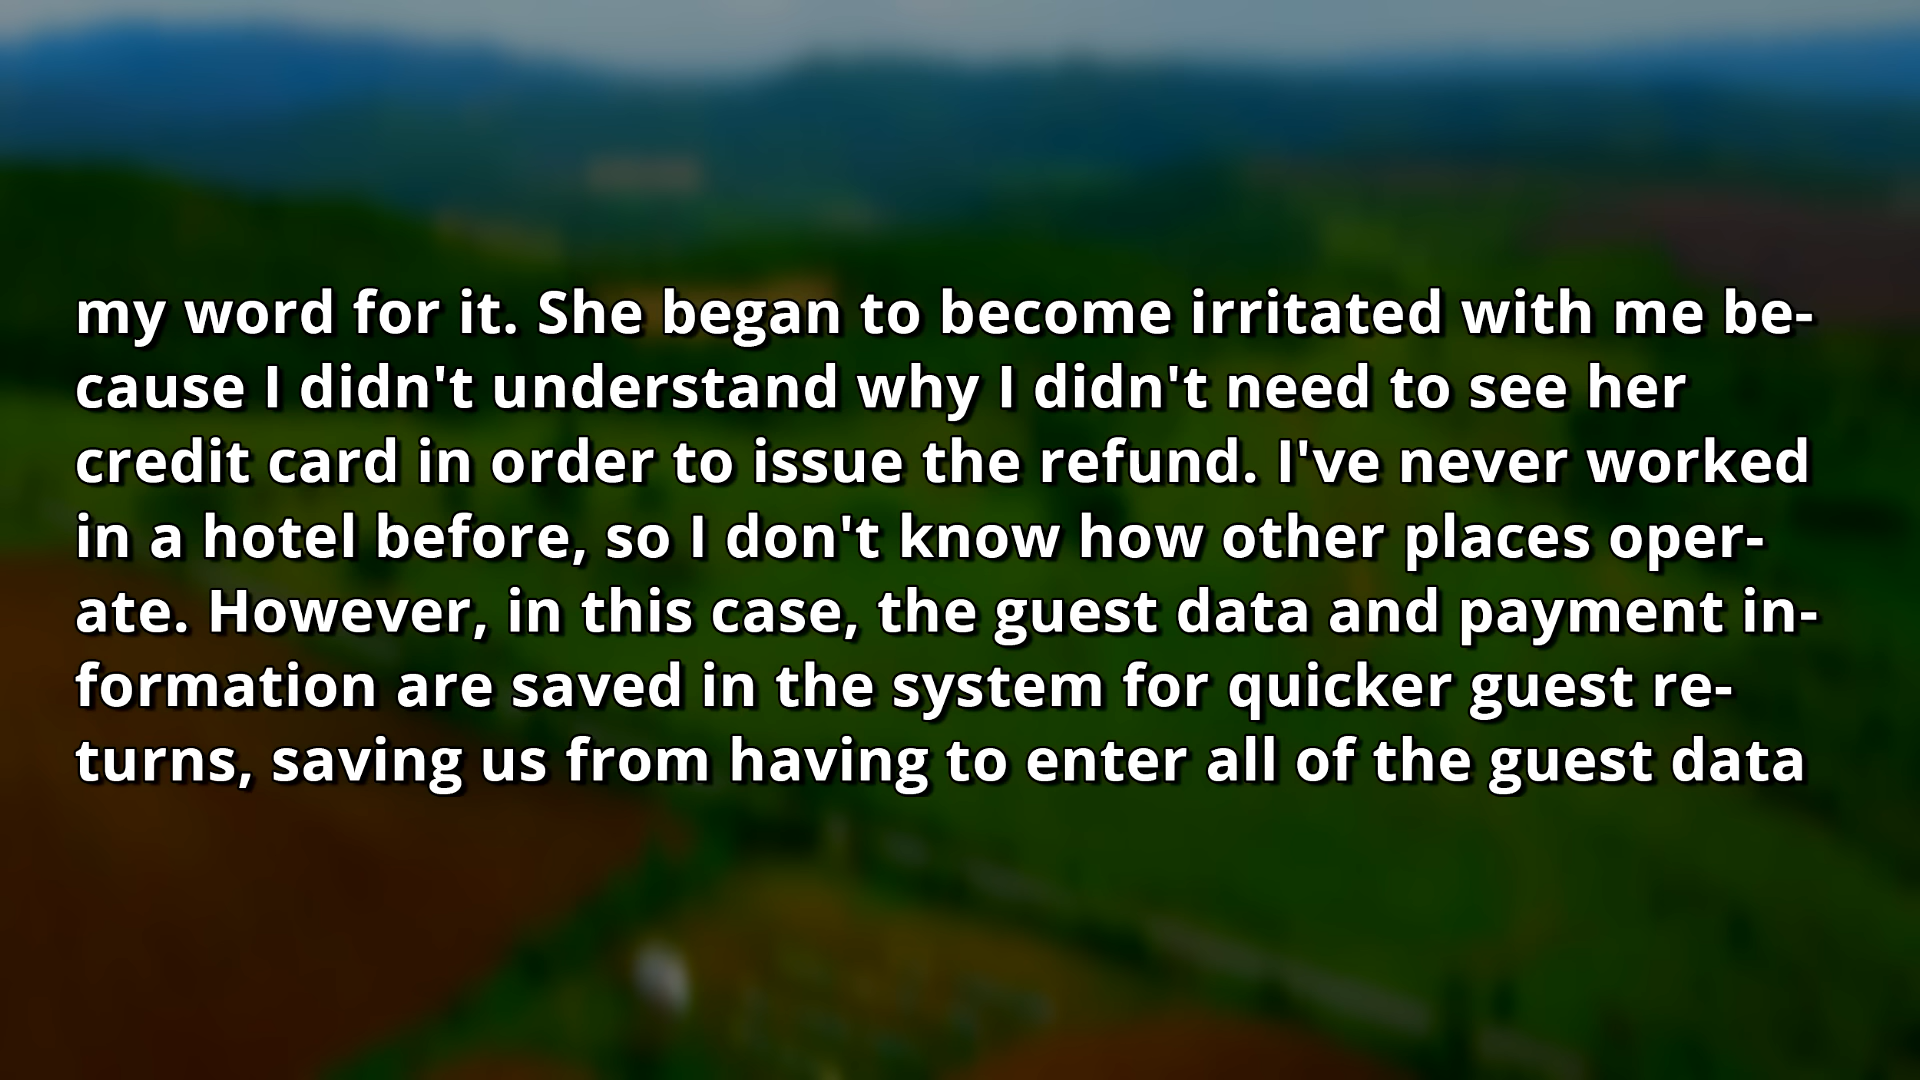 my word for it. She began to become irritated with me be-
cause I didn't understand why I didn't need to see her
credit card in order to issue the refund. I've never worked
in a hotel before, so I don't know how other places oper-
ate. However, in this case, the guest data and payment in-
formation are saved in the system for quicker guest re-
turns, saving us from having to enter all of the guest data